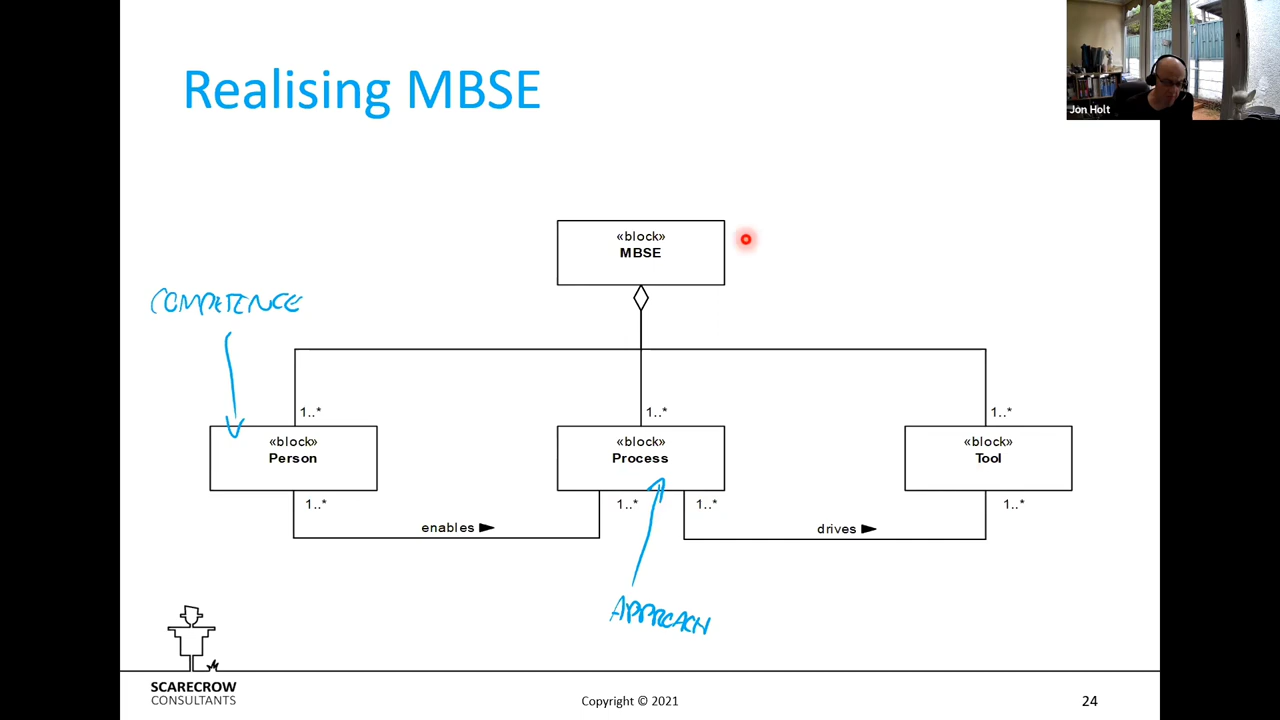 Realising MBSE
Jon Holt
«block»
MBSE
COMPETENCE
1..*
1..*
1..*
«block»
Person
«block»
Process
«block»
Tool
1..*
1..*
1..*
1..*
enables
drives
APPROACH
SCARECROW
CONSULTANTS
Copyright © 2021
24